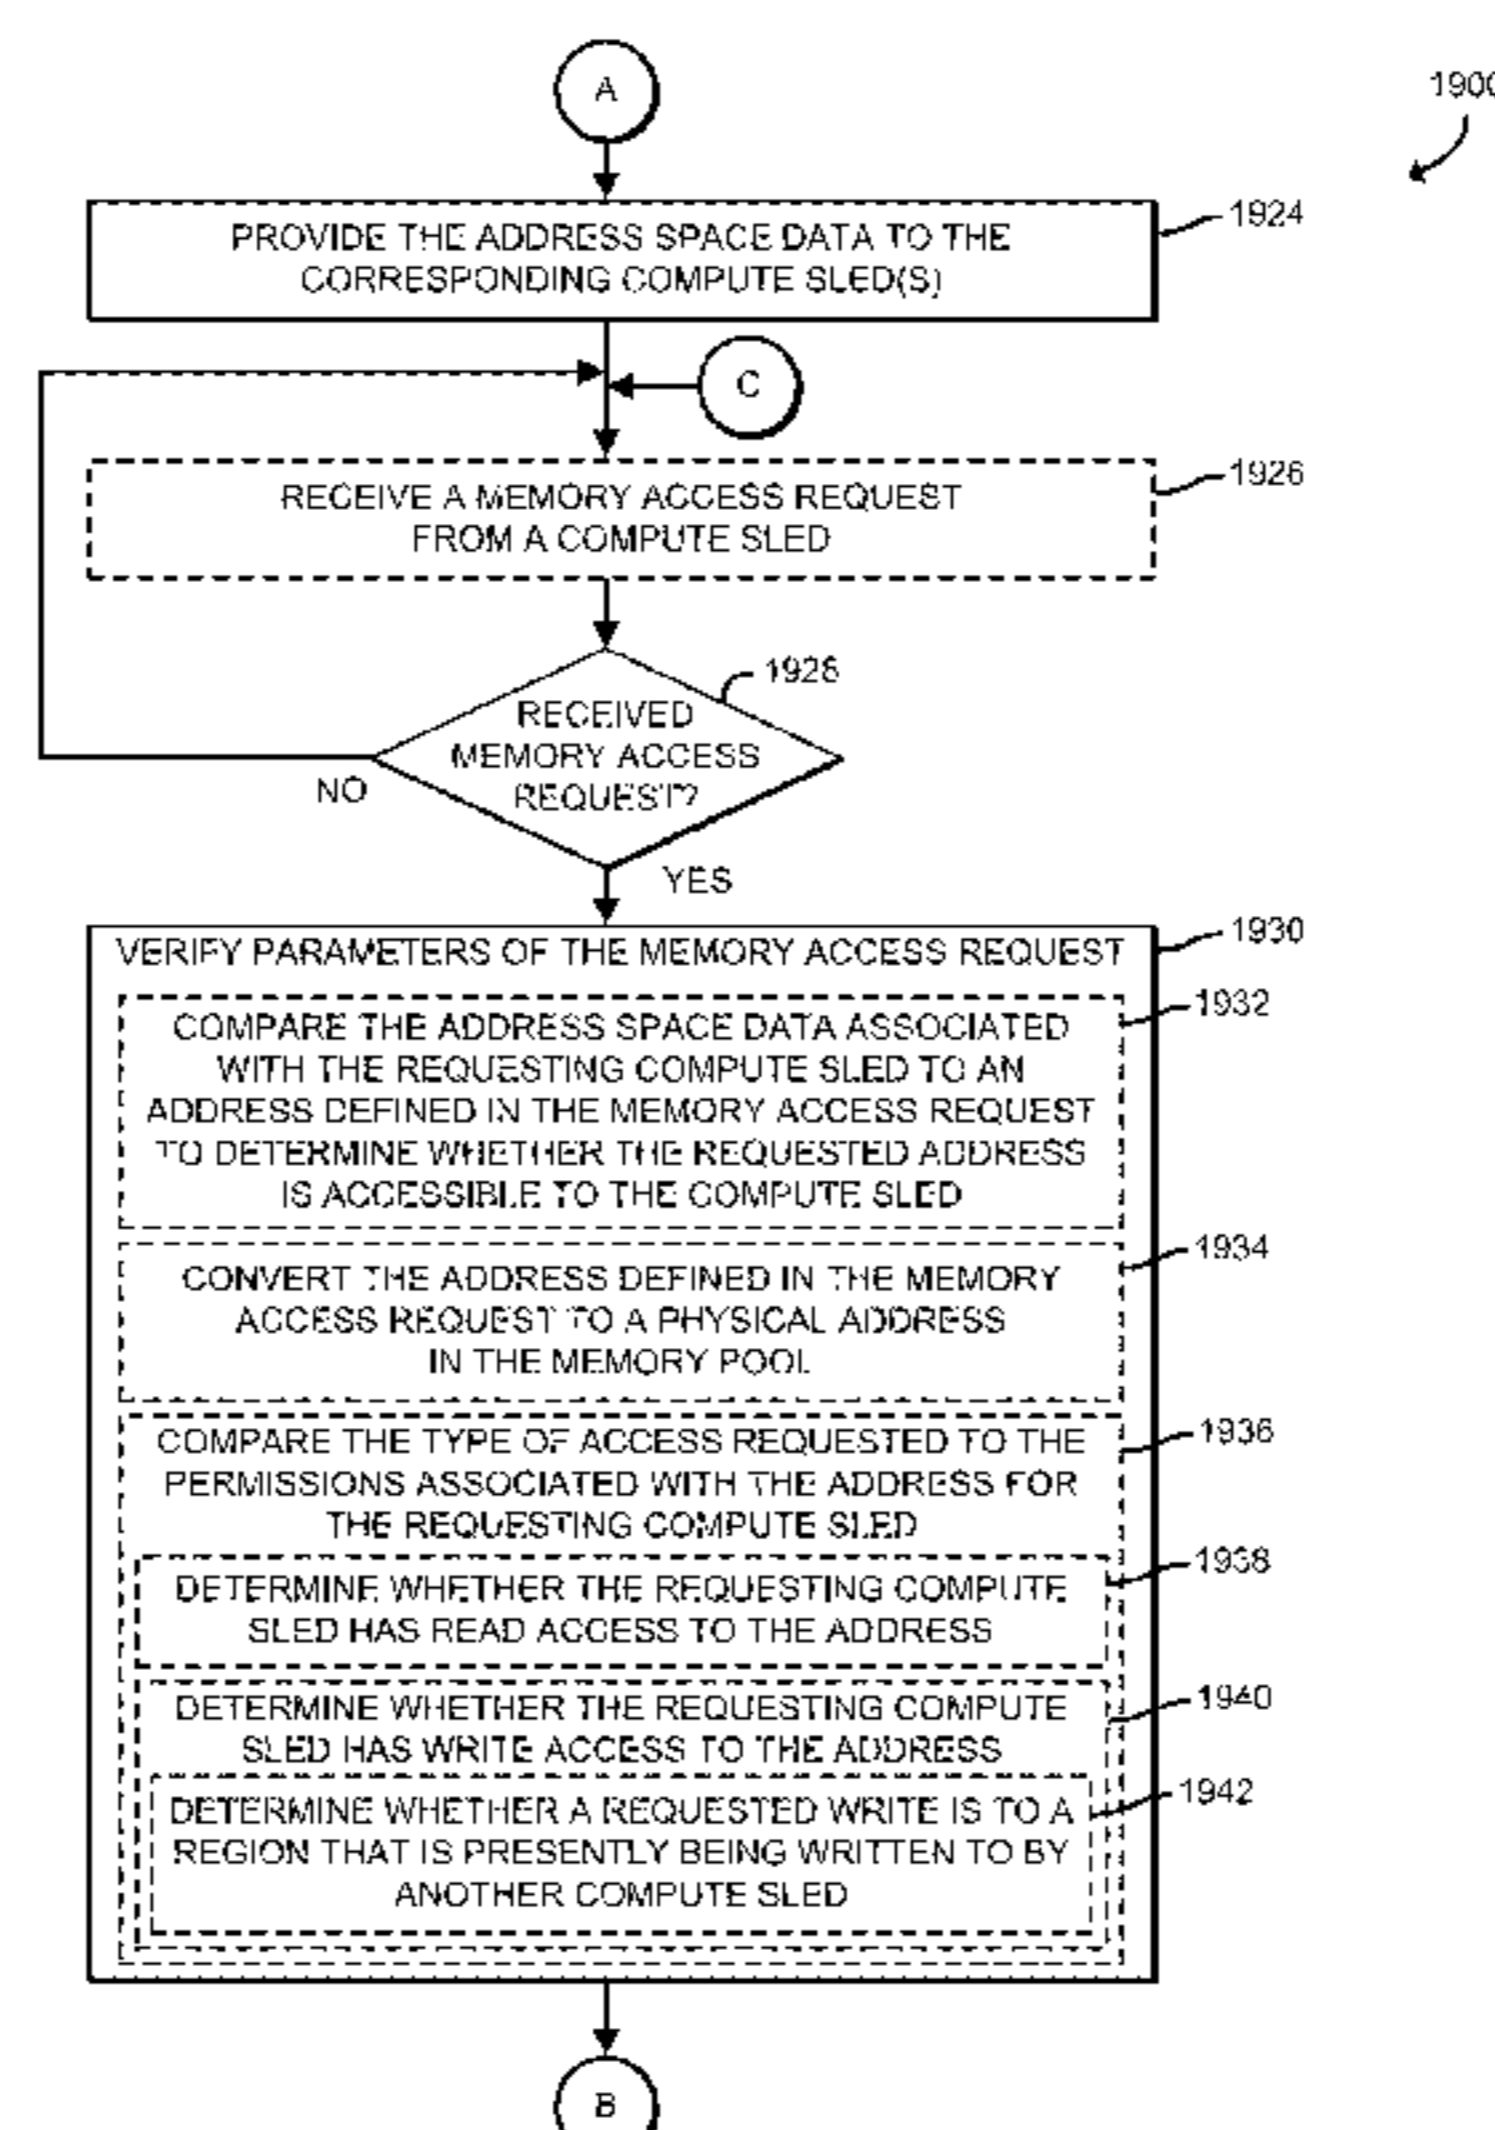 A
1900
PROVIDE THE ADDRESS SPACE DATA TO THE
CORRESPONDING COMPUTE SLED(S)
1924
C
RECEIVE A MEMORY ACCESS REQUEST
FROM A COMPUTE SLED
1926
RECEIVED
MEMORY ACCESS
REQUEST?
1928
NO
YES
VERIFY PARAMETERS OF THE MEMORY ACCESS REQUEST
1930
COMPARE THE ADDRESS SPACE DATA ASSOCIATED
WITH THE REQUESTING COMPUTE SLED TO AN
ADDRESS DEFINED IN THE MEMORY ACCESS REQUEST
TO DETERMINE WHETHER THE REQUESTED ADDRESS
IS ACCESSIBLE TO THE COMPUTE SLED
1932
CONVERT THE ADDRESS DEFINED IN THE MEMORY
ACCESS REQUEST TO A PHYSICAL ADDRESS
IN THE MEMORY POOL
1934
COMPARE THE TYPE OF ACCESS REQUESTED TO THE
PERMISSIONS ASSOCIATED WITH THE ADDRESS FOR
THE REQUESTING COMPUTE SLED
1936
DETERMINE WHETHER THE REQUESTING COMPUTE
SLED HAS READ ACCESS TO THE ADDRESS
1938
DETERMINE WHETHER THE REQUESTING COMPUTE
SLED HAS WRITE ACCESS TO THE ADDRESS
1940
DETERMINE WHETHER A REQUESTED WRITE IS TO A
REGION THAT IS PRESENTLY BEING WRITTEN TO BY
ANOTHER COMPUTE SLED
1942
B